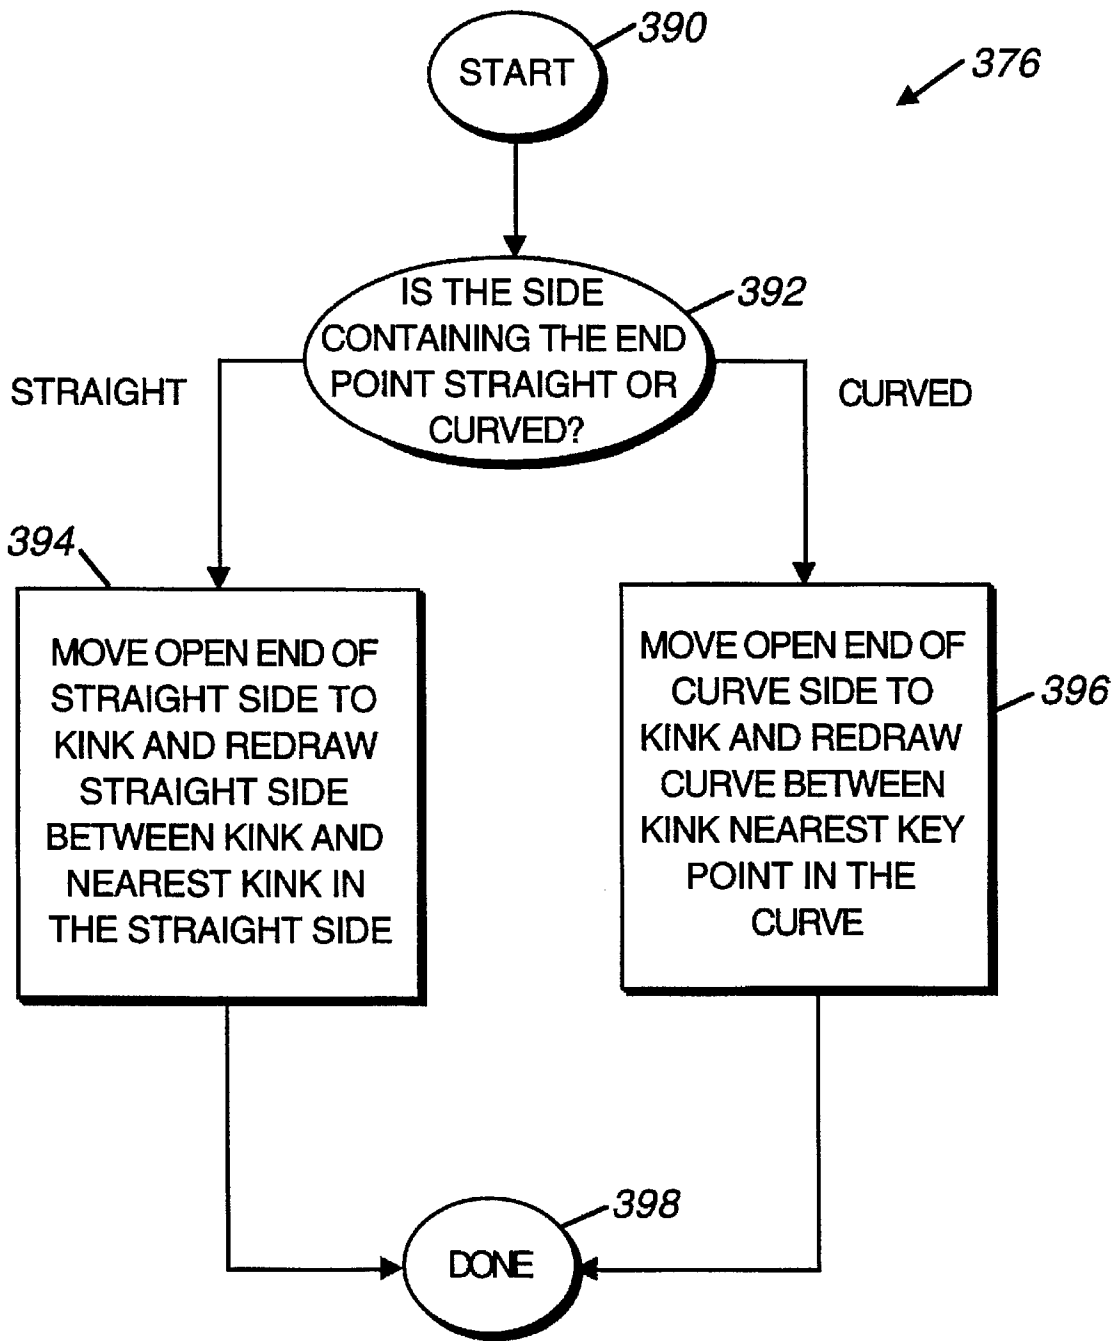 390
START
376
IS THE SIDE
CONTAINING THE END
POINT STRAIGHT OR
CURVED?
392
STRAIGHT
CURVED
394
MOVE OPEN END OF
STRAIGHT SIDE TO
KINK AND REDRAW
STRAIGHT SIDE
BETWEEN KINK AND
NEAREST KINK IN
THE STRAIGHT SIDE
MOVE OPEN END OF
CURVE SIDE TO
KINK AND REDRAW
CURVE BETWEEN
KINK NEAREST KEY
POINT IN THE
CURVE
396
398
DONE